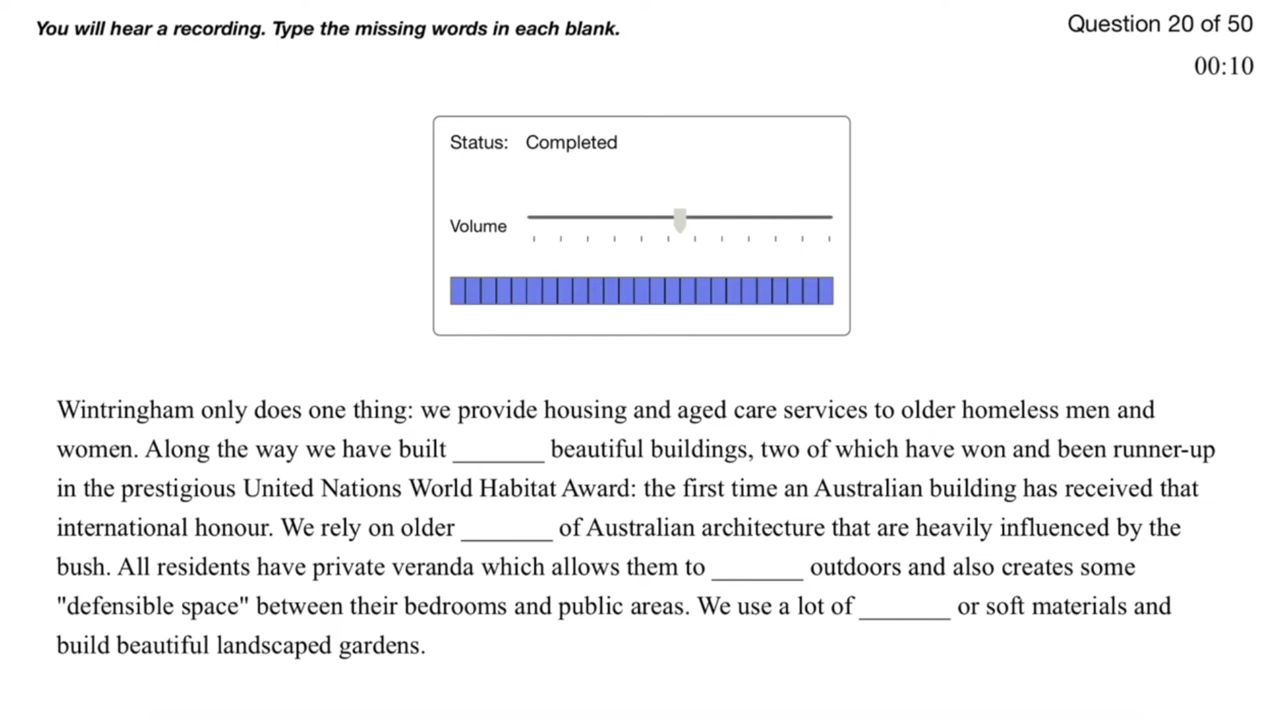 You will hear a recording. Type the missing words in each blank.
Question 20 of 50
00:10
Status: Completed
Volume
Wintringham only does one thing: we provide housing and aged care services to older homeless men and
women. Along the way we have built _______ beautiful buildings, two of which have won and been runner-up
in the prestigious United Nations World Habitat Award: the first time an Australian building has received that
international honour. We rely on older _______ of Australian architecture that are heavily influenced by the
bush. All residents have private veranda which allows them to _______ outdoors and also creates some
"defensible space" between their bedrooms and public areas. We use a lot of _______ or soft materials and
build beautiful landscaped gardens.